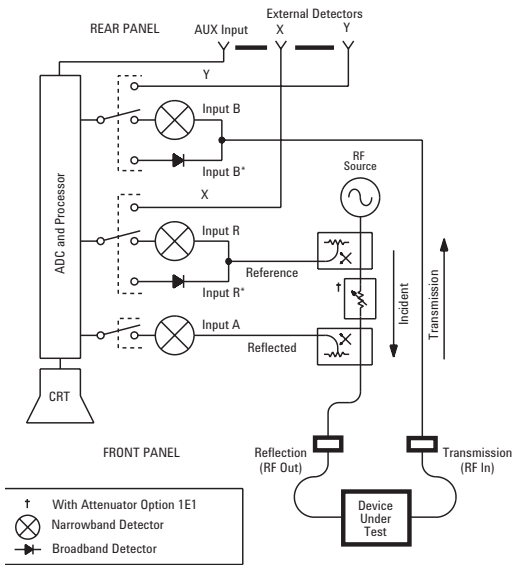 External Detectors
REAR PANEL
AUX Input
X
Y
Y
Input B
Input B*
RF
Source
X
ADC and Processor
Input R
Reference
Input R*
†
Incident
Transmission
Input A
Reflected
CRT
FRONT PANEL
Reflection
(RF Out)
Transmission
(RF In)
Device
Under
Test
† With Attenuator Option 1E1
Narrowband Detector
Broadband Detector